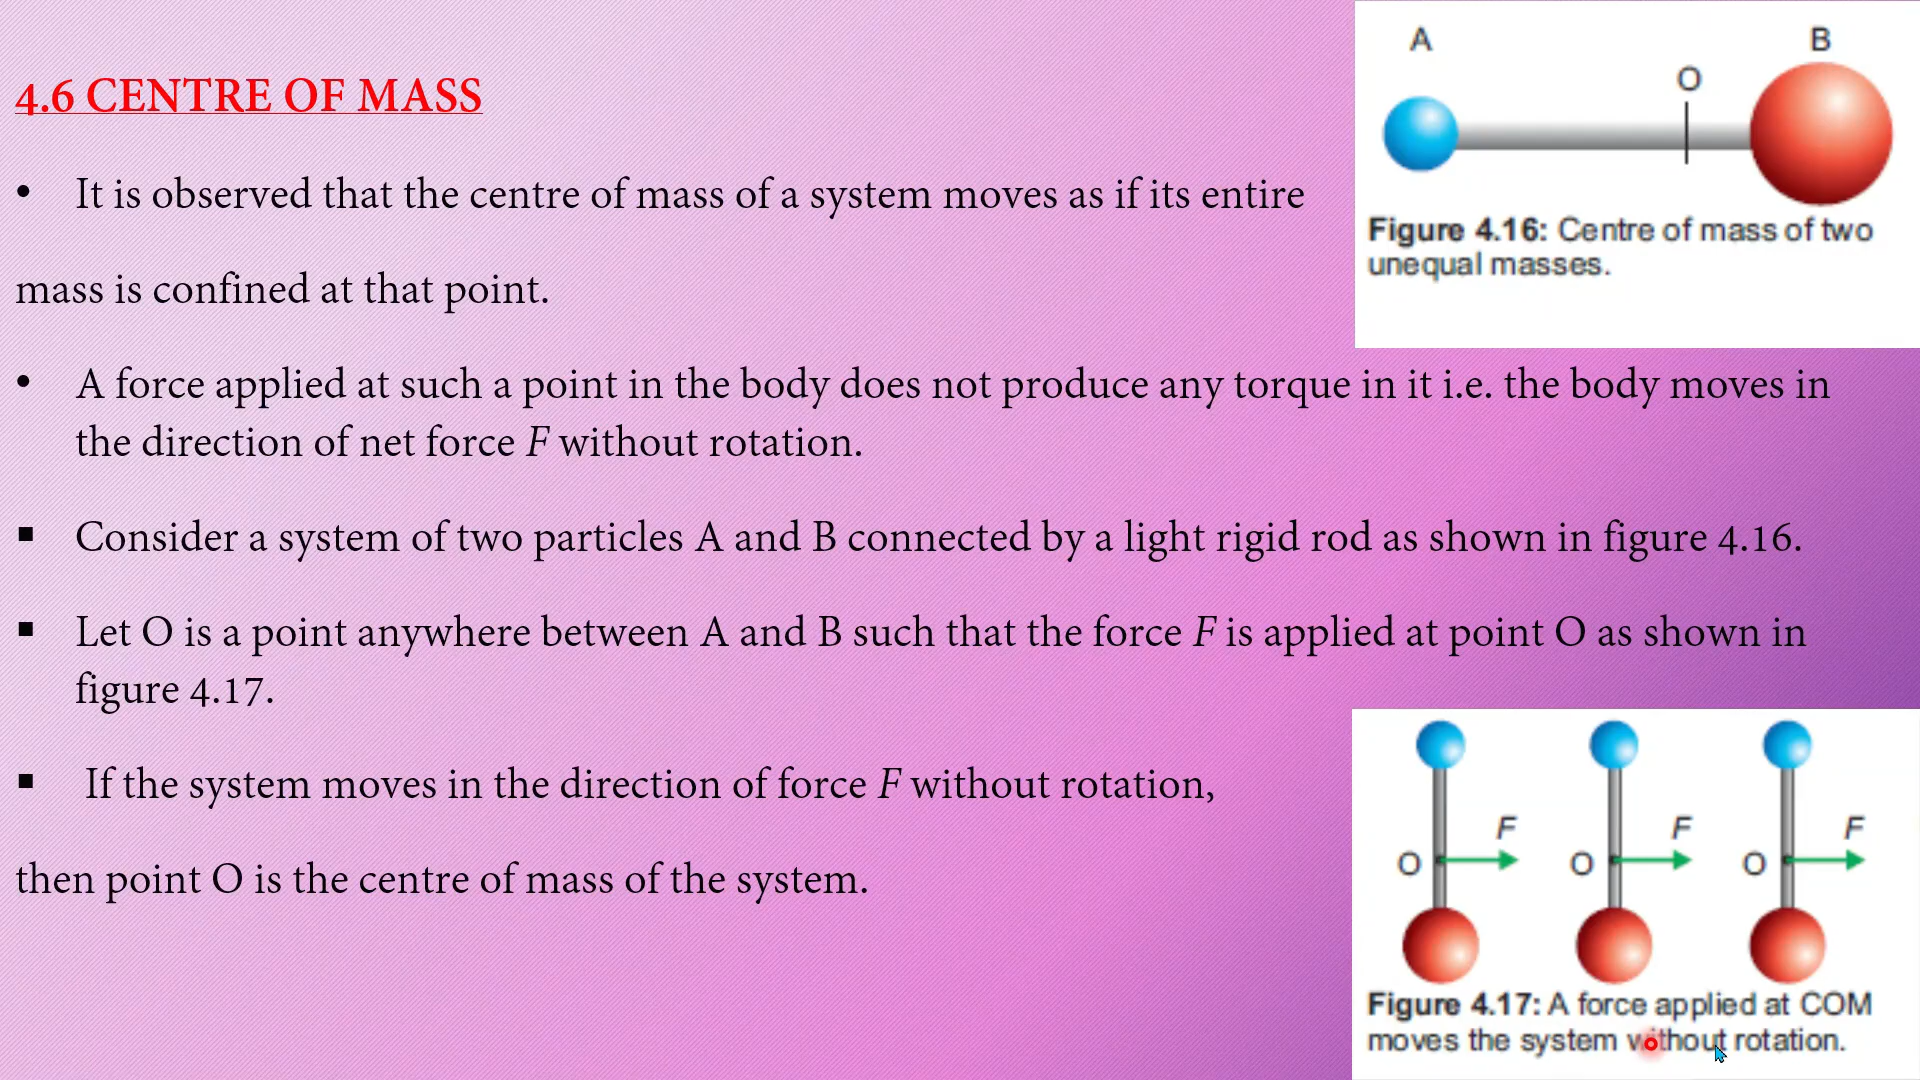 A B
O
4.6 CENTRE OF MASS
• It is observed that the centre of mass of a system moves as if its entire
mass is confined at that point.
Figure 4.16: Centre of mass of two
unequal masses.
• A force applied at such a point in the body does not produce any torque in it i.e. the body moves in
the direction of net force F without rotation.
▪ Consider a system of two particles A and B connected by a light rigid rod as shown in figure 4.16.
▪ Let O is a point anywhere between A and B such that the force F is applied at point O as shown in
figure 4.17.
▪ If the system moves in the direction of force F without rotation,
then point O is the centre of mass of the system.
F F F
O O O
Figure 4.17: A force applied at COM
moves the system without rotation.